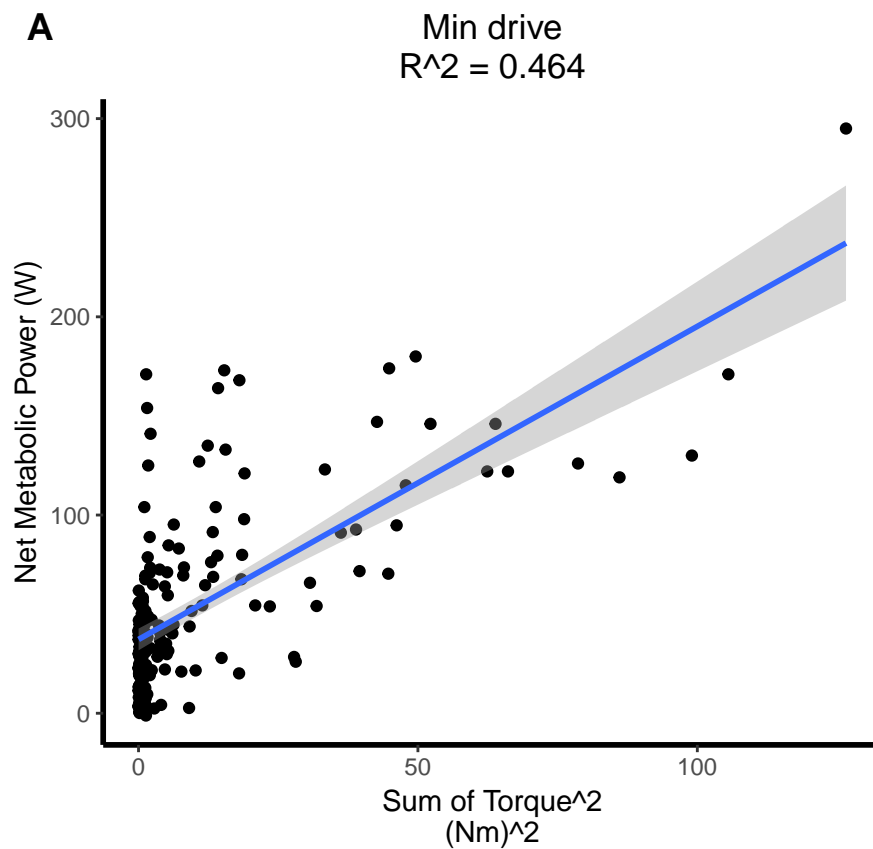 A
Min drive
R^2 = 0.464
Net Metabolic Power (W)
300
200
100
0
0
50
100
Sum of Torque^2
(Nm)^2